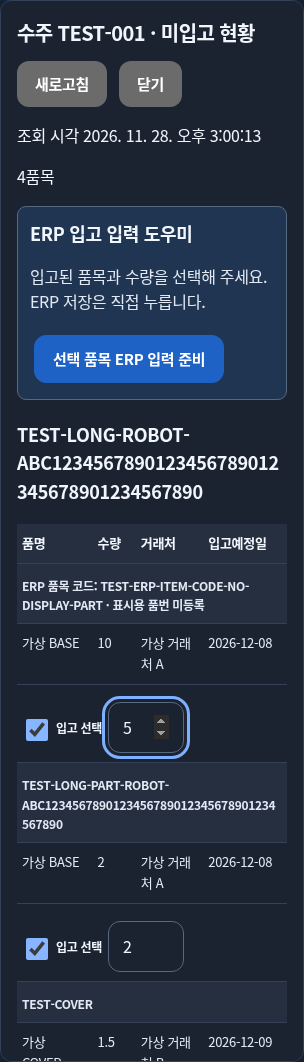 수주 TEST-001 · 미입고 현황
새로고침 닫기
조회 시각 2026. 11. 28. 오후 3:00:13
4품목
ERP 입고 입력 도우미
입고된 품목과 수량을 선택해 주세요.
ERP 저장은 직접 누릅니다.
선택 품목 ERP 입력 준비
TEST-LONG-ROBOT-
ABC1234567890123456789012
345678901234567890
품명 수량 거래처 입고예정일
ERP 품목 코드: TEST-ERP-ITEM-CODE-NO-
DISPLAY-PART · 표시용 품번 미등록
가상 BASE 10 가상 거래 2026-12-08
처 A
입고 선택 5
TEST-LONG-PART-ROBOT-
ABC1234567890123456789012345678901234
567890
가상 BASE 2 가상 거래 2026-12-08
처 A
입고 선택 2
TEST-COVER
가상 1.5 가상 거래 2026-12-09